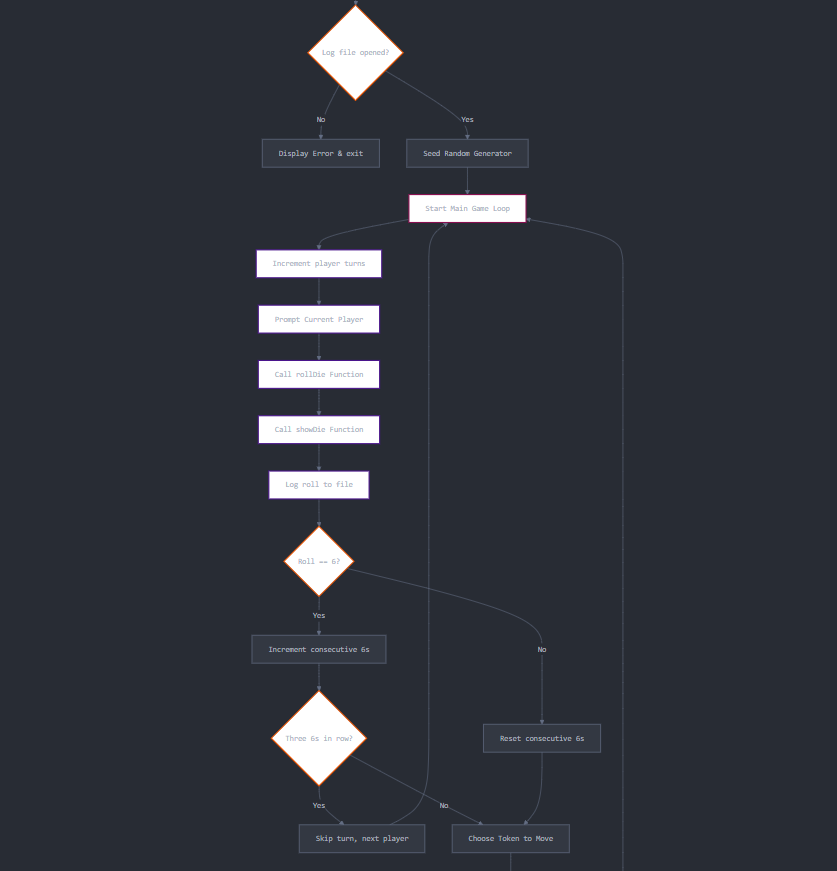 Log file opened?
No
Yes
Display Error & exit
Seed Random Generator
Start Main Game Loop
Increment player turns
Prompt Current Player
Call rollDie Function
Call showDie Function
Log roll to file
Roll == 6?
Yes
Increment consecutive 6s
No
Three 6s in row?
Reset consecutive 6s
Yes
No
Skip turn, next player
Choose Token to Move